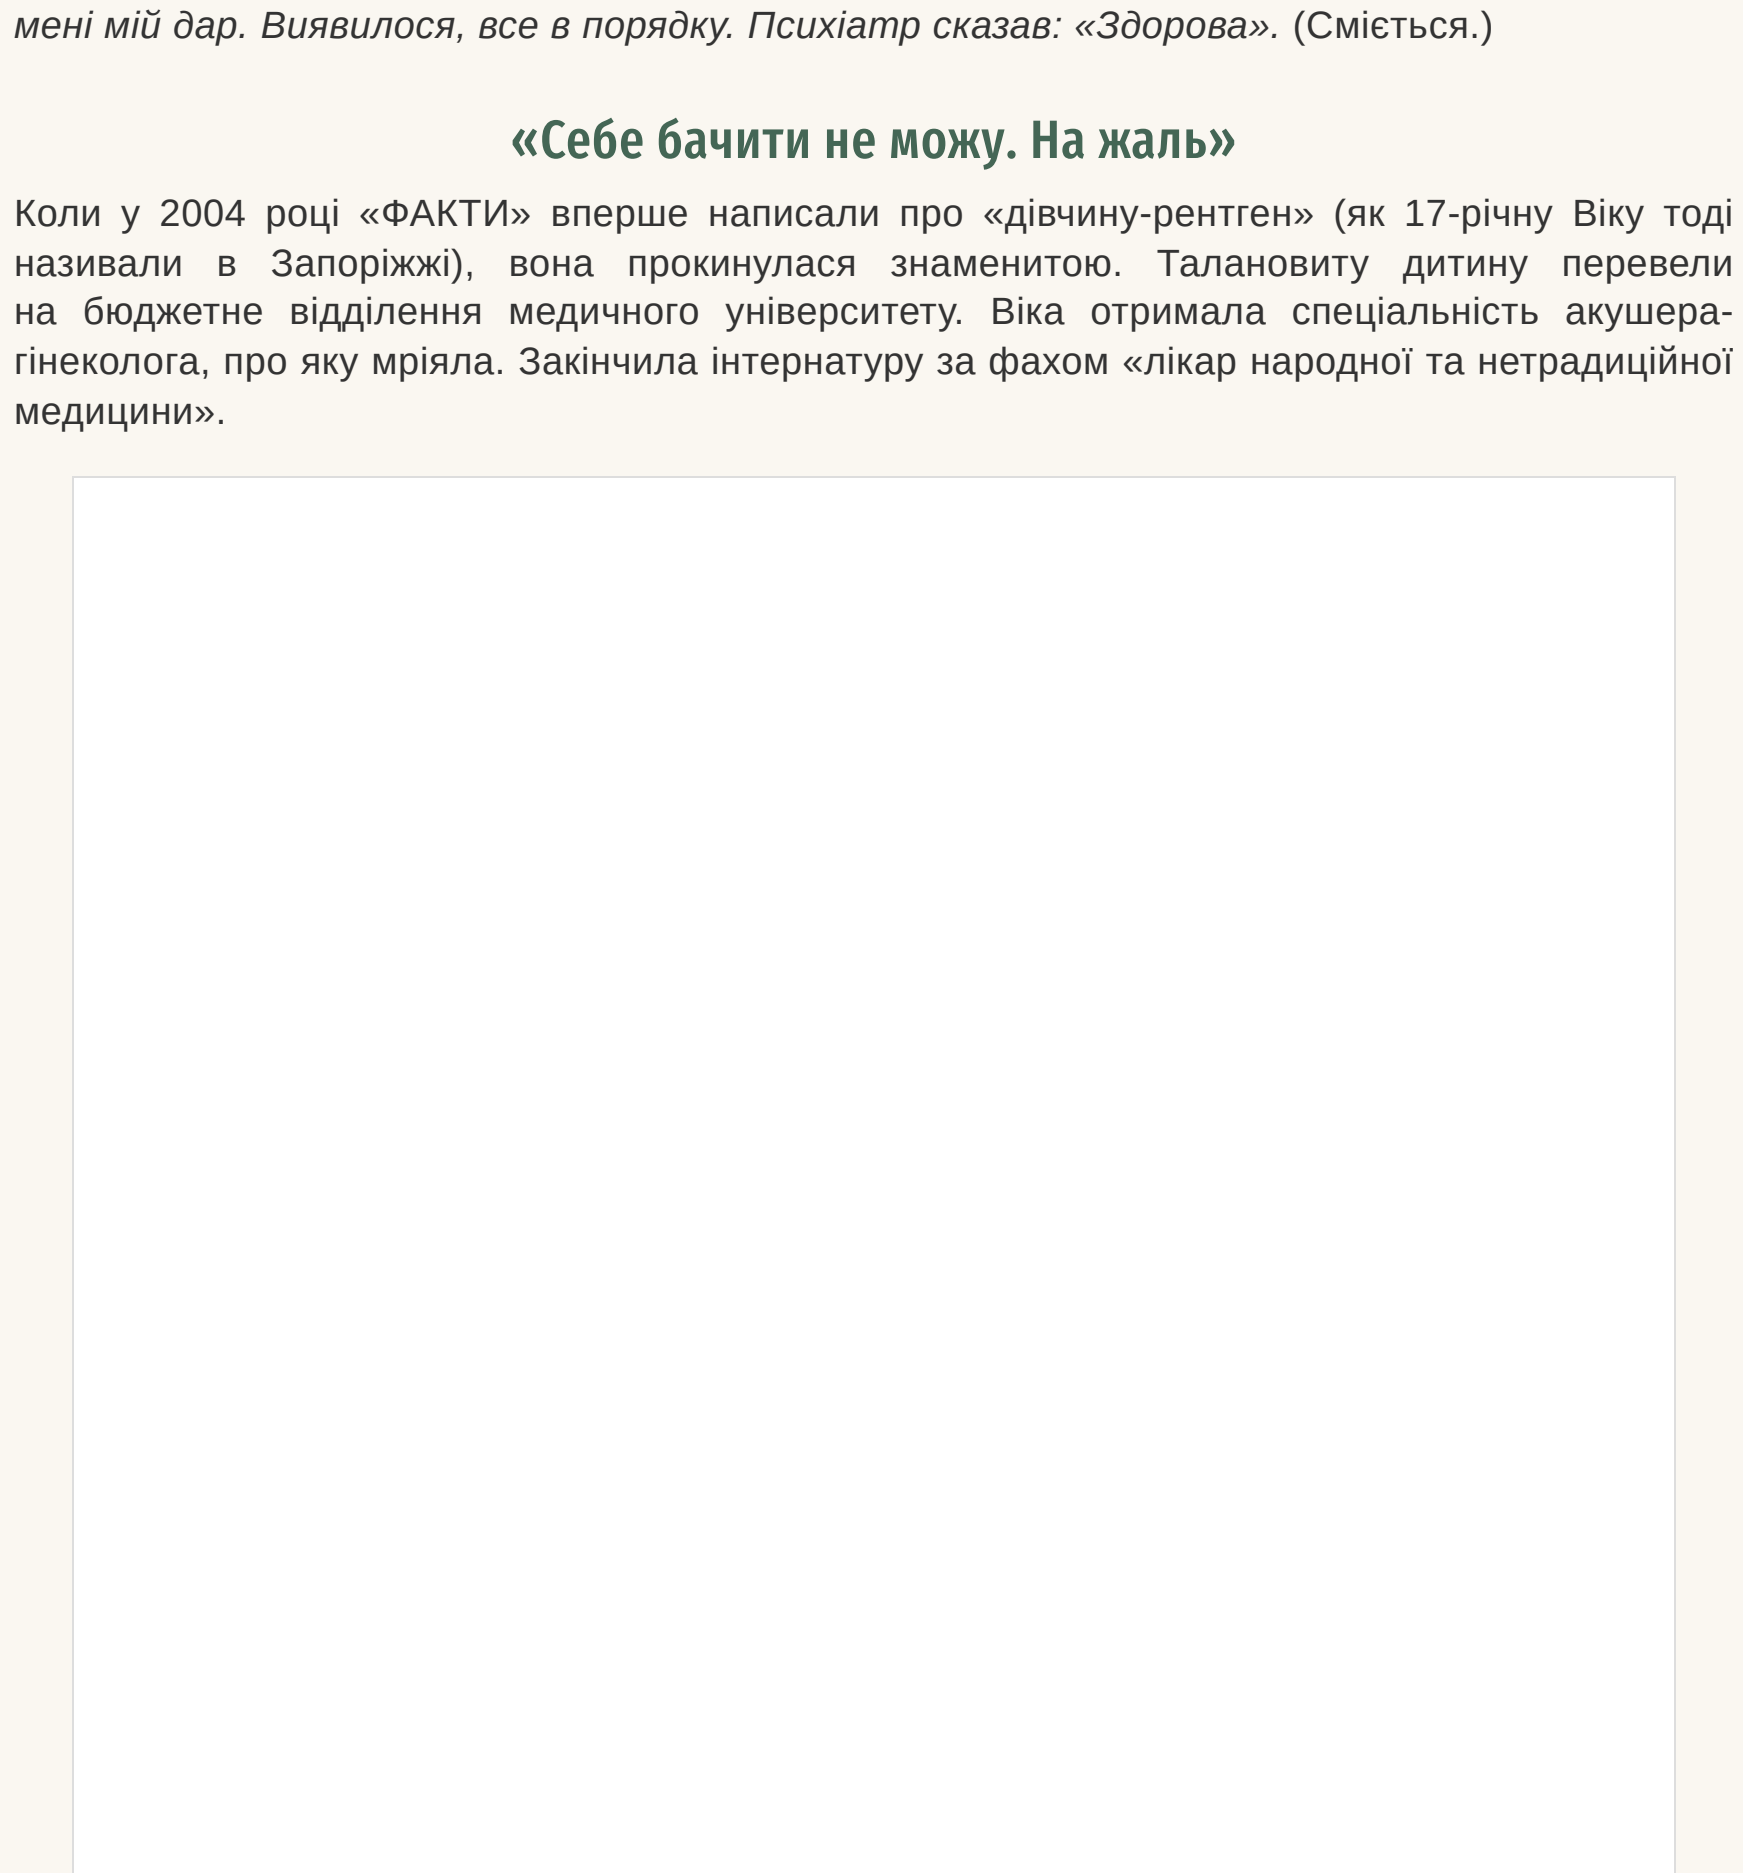 мені мій дар. Виявилося, все в порядку. Психіатр сказав: «Здорова». (Сміється.)
«Себе бачити не можу. На жаль»
Коли у 2004 році «ФАКТИ» вперше написали про «дівчину-рентген» (як 17-річну Віку тоді
називали в Запоріжжі), вона прокинулася знаменитою. Талановиту дитину перевели
на бюджетне відділення медичного університету. Віка отримала спеціальність акушера-
гінеколога, про яку мріяла. Закінчила інтернатуру за фахом «лікар народної та нетрадиційної
медицини».